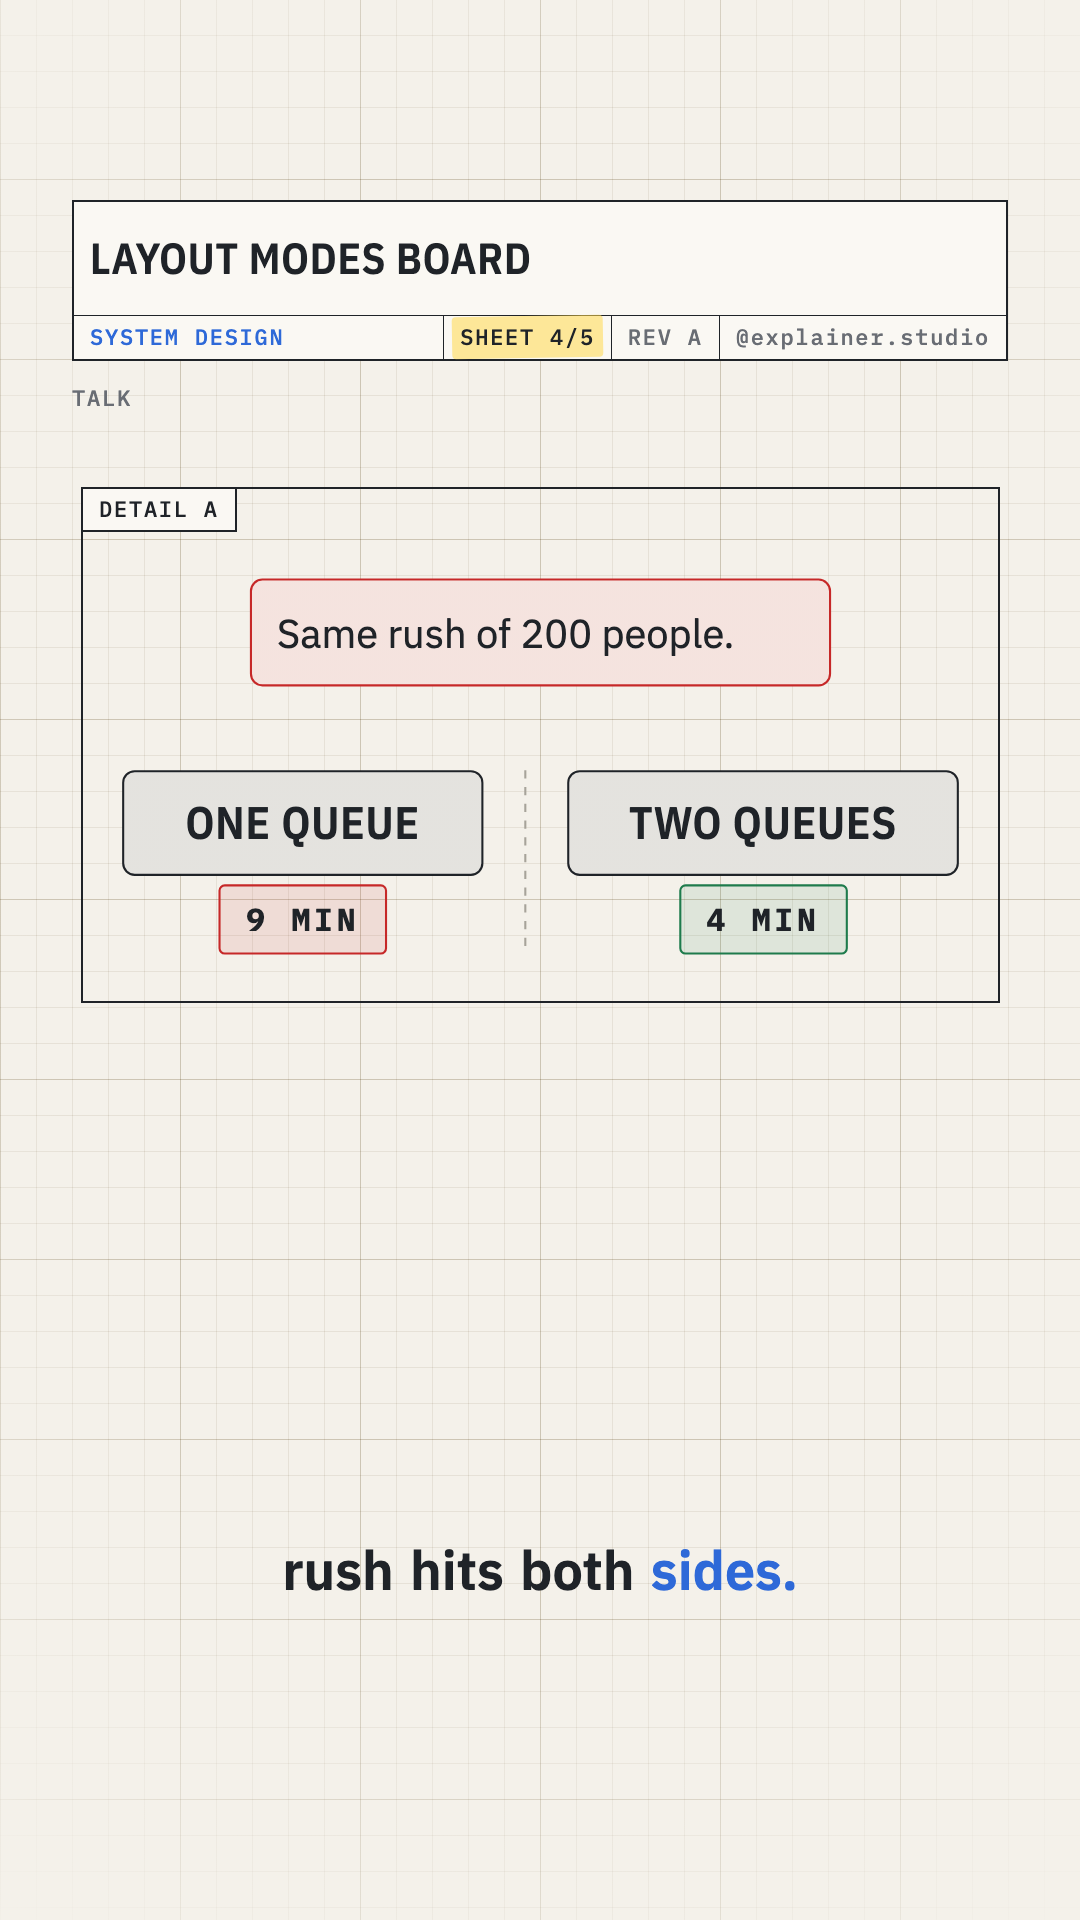 LAYOUT MODES BOARD
SYSTEM DESIGN
SHEET 4/5
REV A
@explainer.studio
TALK
DETAIL A
Same rush of 200 people.
ONE QUEUE
TWO QUEUES
9 MIN
4 MIN
rush hits both sides.